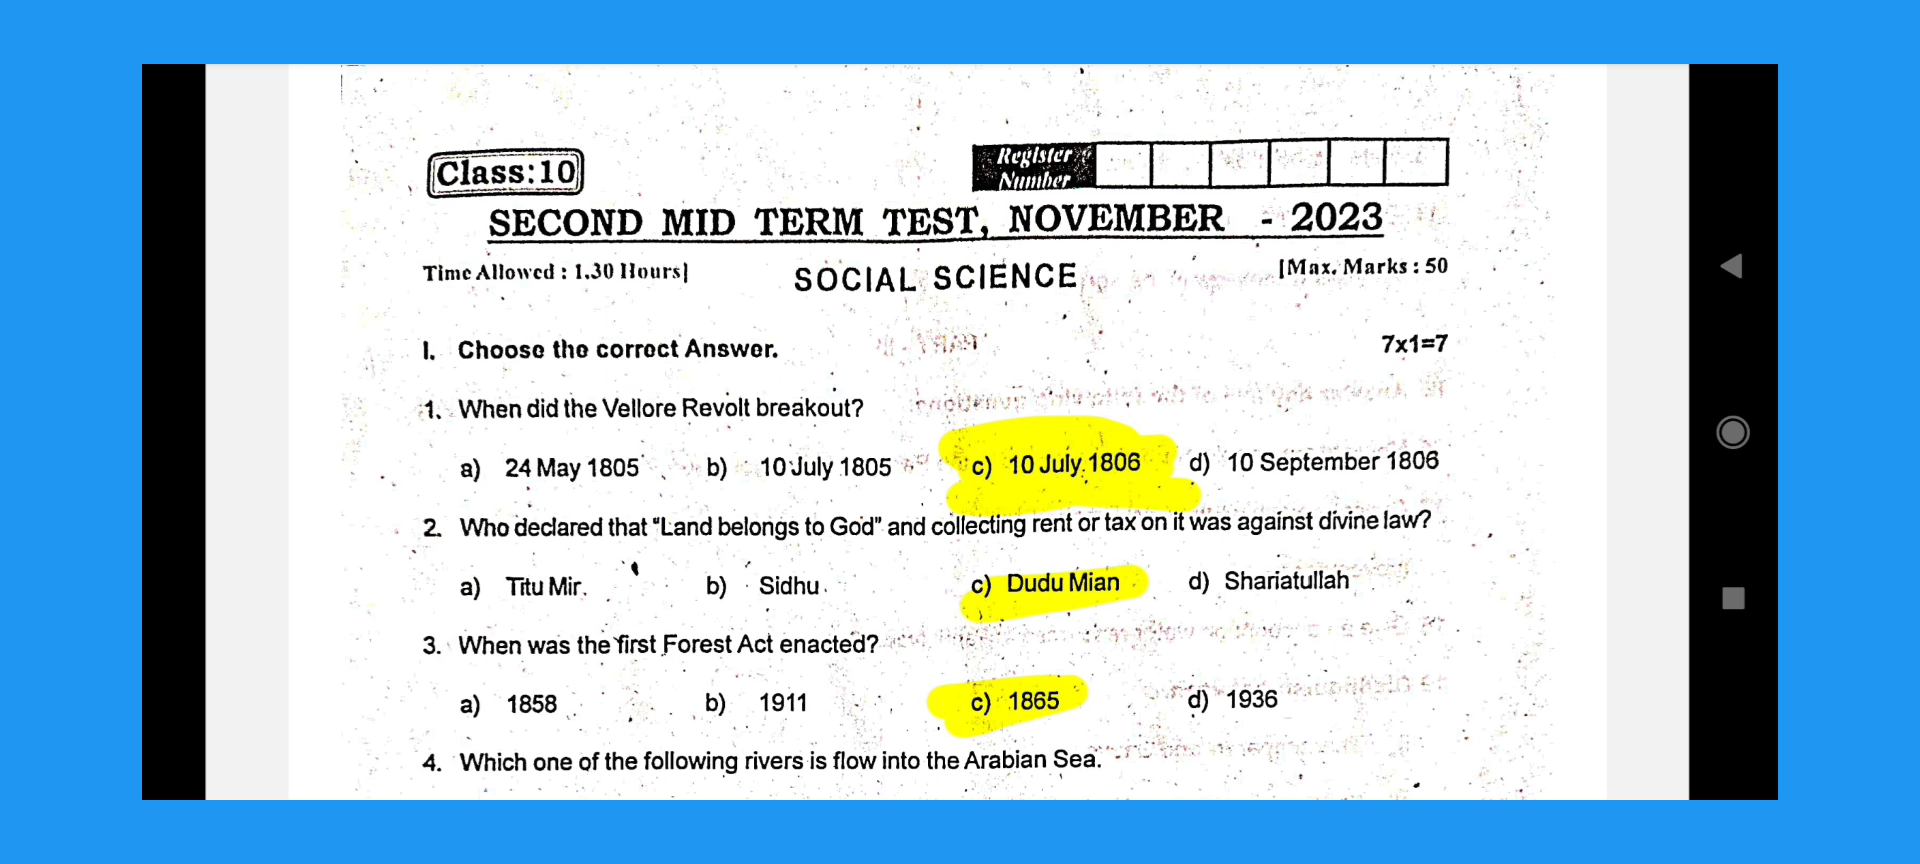 Class:10
Register
Number
SECOND MID TERM TEST, NOVEMBER - 2023
Time Allowed : 1.30 Hours]
SOCIAL SCIENCE
[Max. Marks : 50
I. Choose the correct Answer.
7x1=7
1. When did the Vellore Revolt breakout?
a) 24 May 1805 b) 10 July 1805 c) 10 July 1806 d) 10 September 1806
2. Who declared that "Land belongs to God" and collecting rent or tax on it was against divine law?
a) Titu Mir. b) Sidhu c) Dudu Mian d) Shariatullah
3. When was the first Forest Act enacted?
a) 1858 b) 1911 c) 1865 d) 1936
4. Which one of the following rivers is flow into the Arabian Sea.